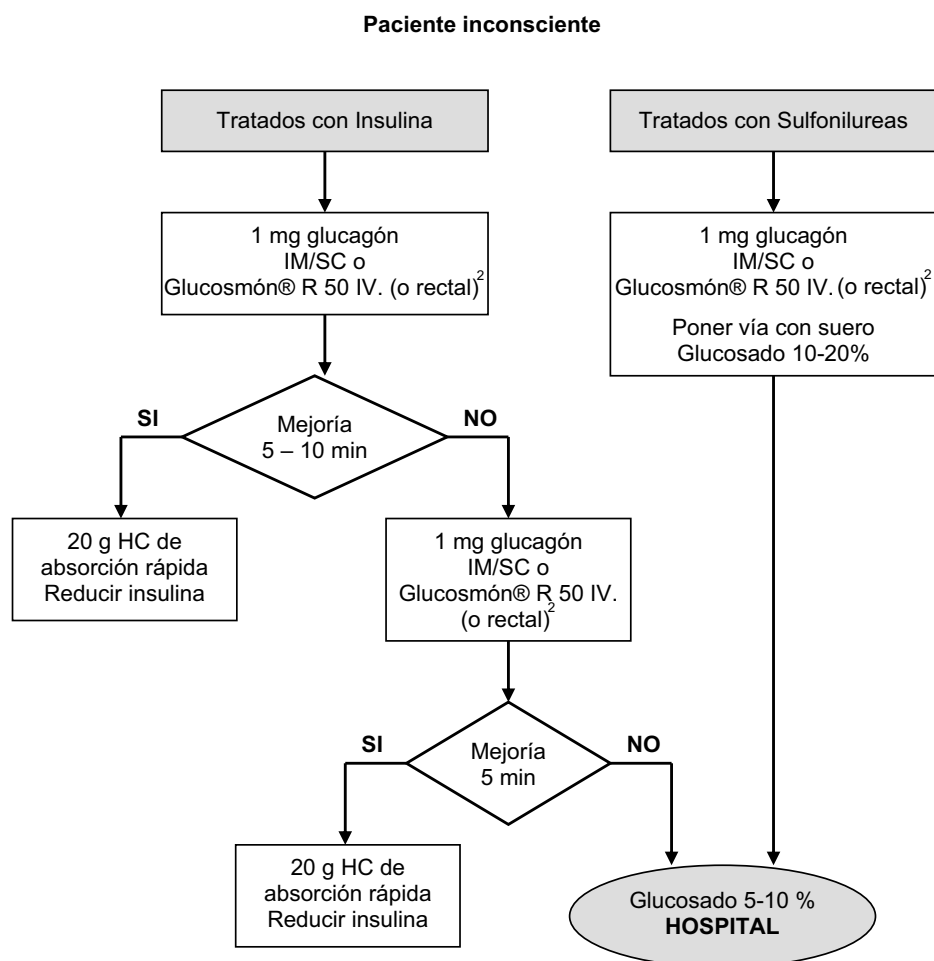 Paciente inconsciente
Tratados con Insulina
Tratados con Sulfonilureas
1 mg glucagón
IM/SC o
Glucosmón® R 50 IV. (o rectal)²
1 mg glucagón
IM/SC o
Glucosmón® R 50 IV. (o rectal)²
Poner vía con suero
Glucosado 10-20%
SI
Mejoría
5 – 10 min
NO
20 g HC de
absorción rápida
Reducir insulina
1 mg glucagón
IM/SC o
Glucosmón® R 50 IV.
(o rectal)²
SI
Mejoría
5 min
NO
20 g HC de
absorción rápida
Reducir insulina
Glucosado 5-10 %
HOSPITAL